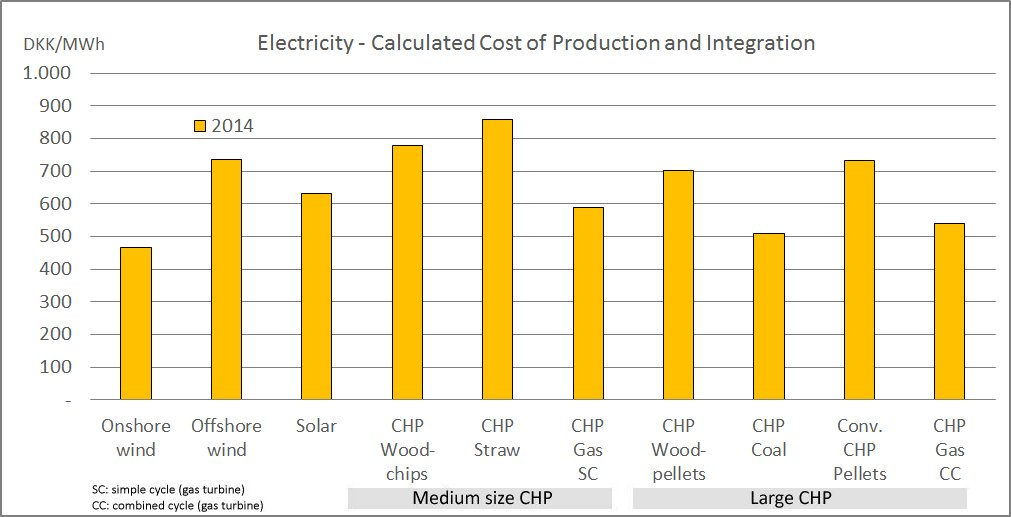 DKK/MWh
Electricity - Calculated Cost of Production and Integration
1.000
900
800
700
600
500
400
300
200
100
-
2014
Onshore wind
Offshore wind
Solar
CHP Wood-chips
CHP Straw
CHP Gas SC
CHP Wood-pellets
CHP Coal
Conv. CHP Pellets
CHP Gas CC
SC: simple cycle (gas turbine)
CC: combined cycle (gas turbine)
Medium size CHP
Large CHP